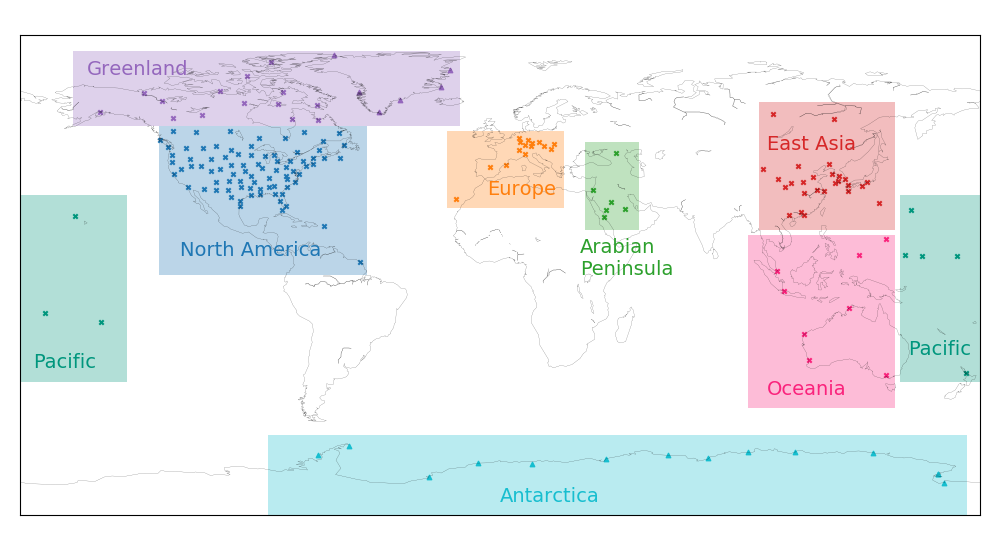 Greenland
East Asia
Europe
North America
Arabian
Peninsula
Pacific
Pacific
Oceania
Antarctica